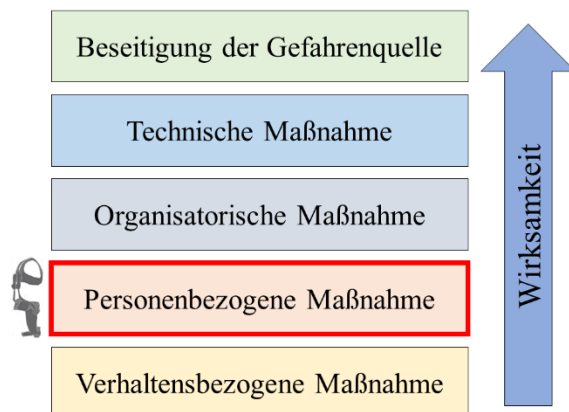 Beseitigung der Gefahrenquelle
Technische Maßnahme
Organisatorische Maßnahme
Personenbezogene Maßnahme
Verhaltensbezogene Maßnahme
Wirksamkeit